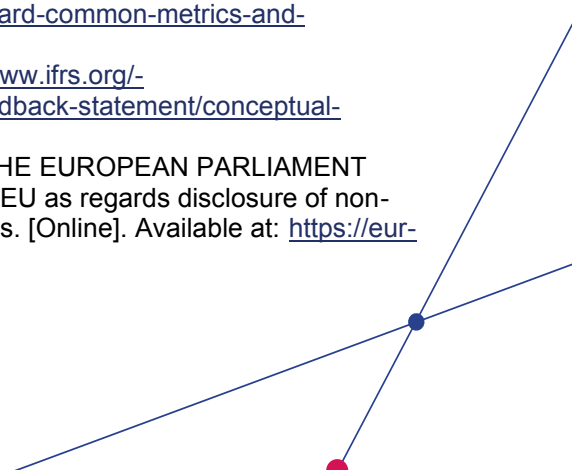 ard-common-metrics-and-
ww.ifrs.org/-
dback-statement/conceptual-
HE EUROPEAN PARLIAMENT
EU as regards disclosure of non-
s. [Online]. Available at: https://eur-